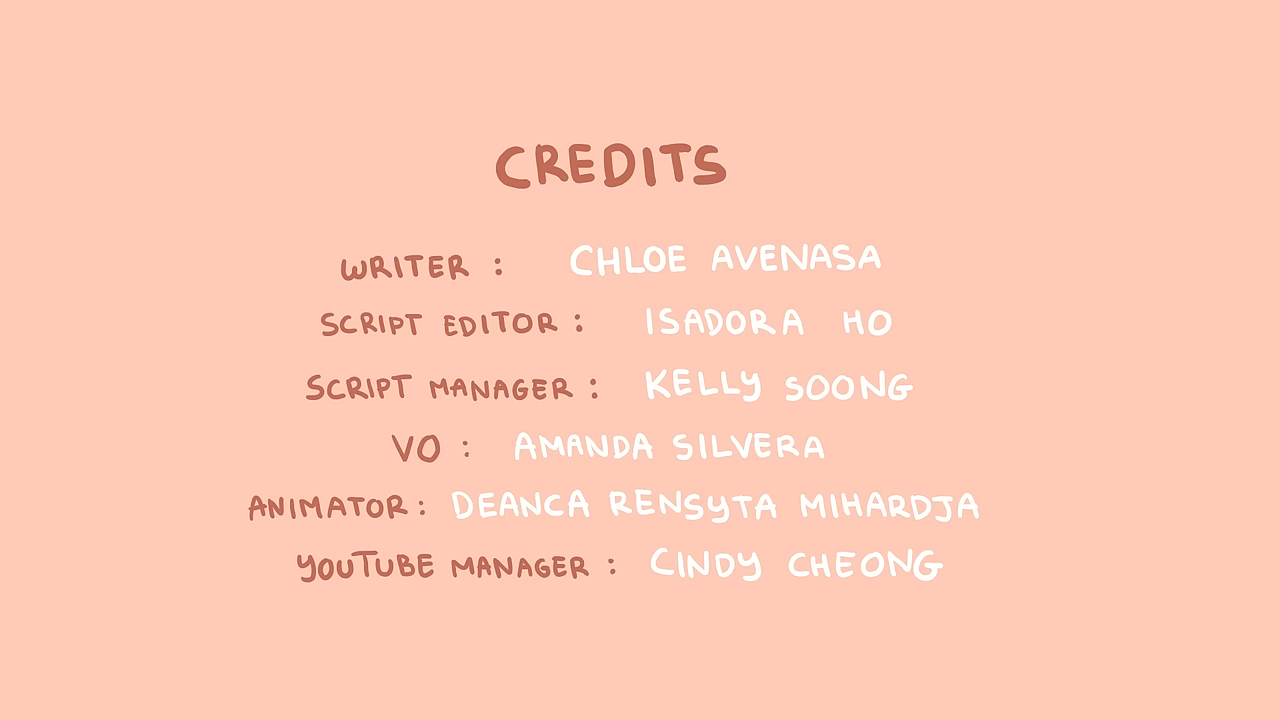 CREDITS
WRITER : CHLOE AVENASA
SCRIPT EDITOR : ISADORA HO
SCRIPT MANAGER : KELLY SOONG
VO : AMANDA SILVERA
ANIMATOR : DEANCA RENSYTA MIHARDJA
YOUTUBE MANAGER : CINDY CHEONG